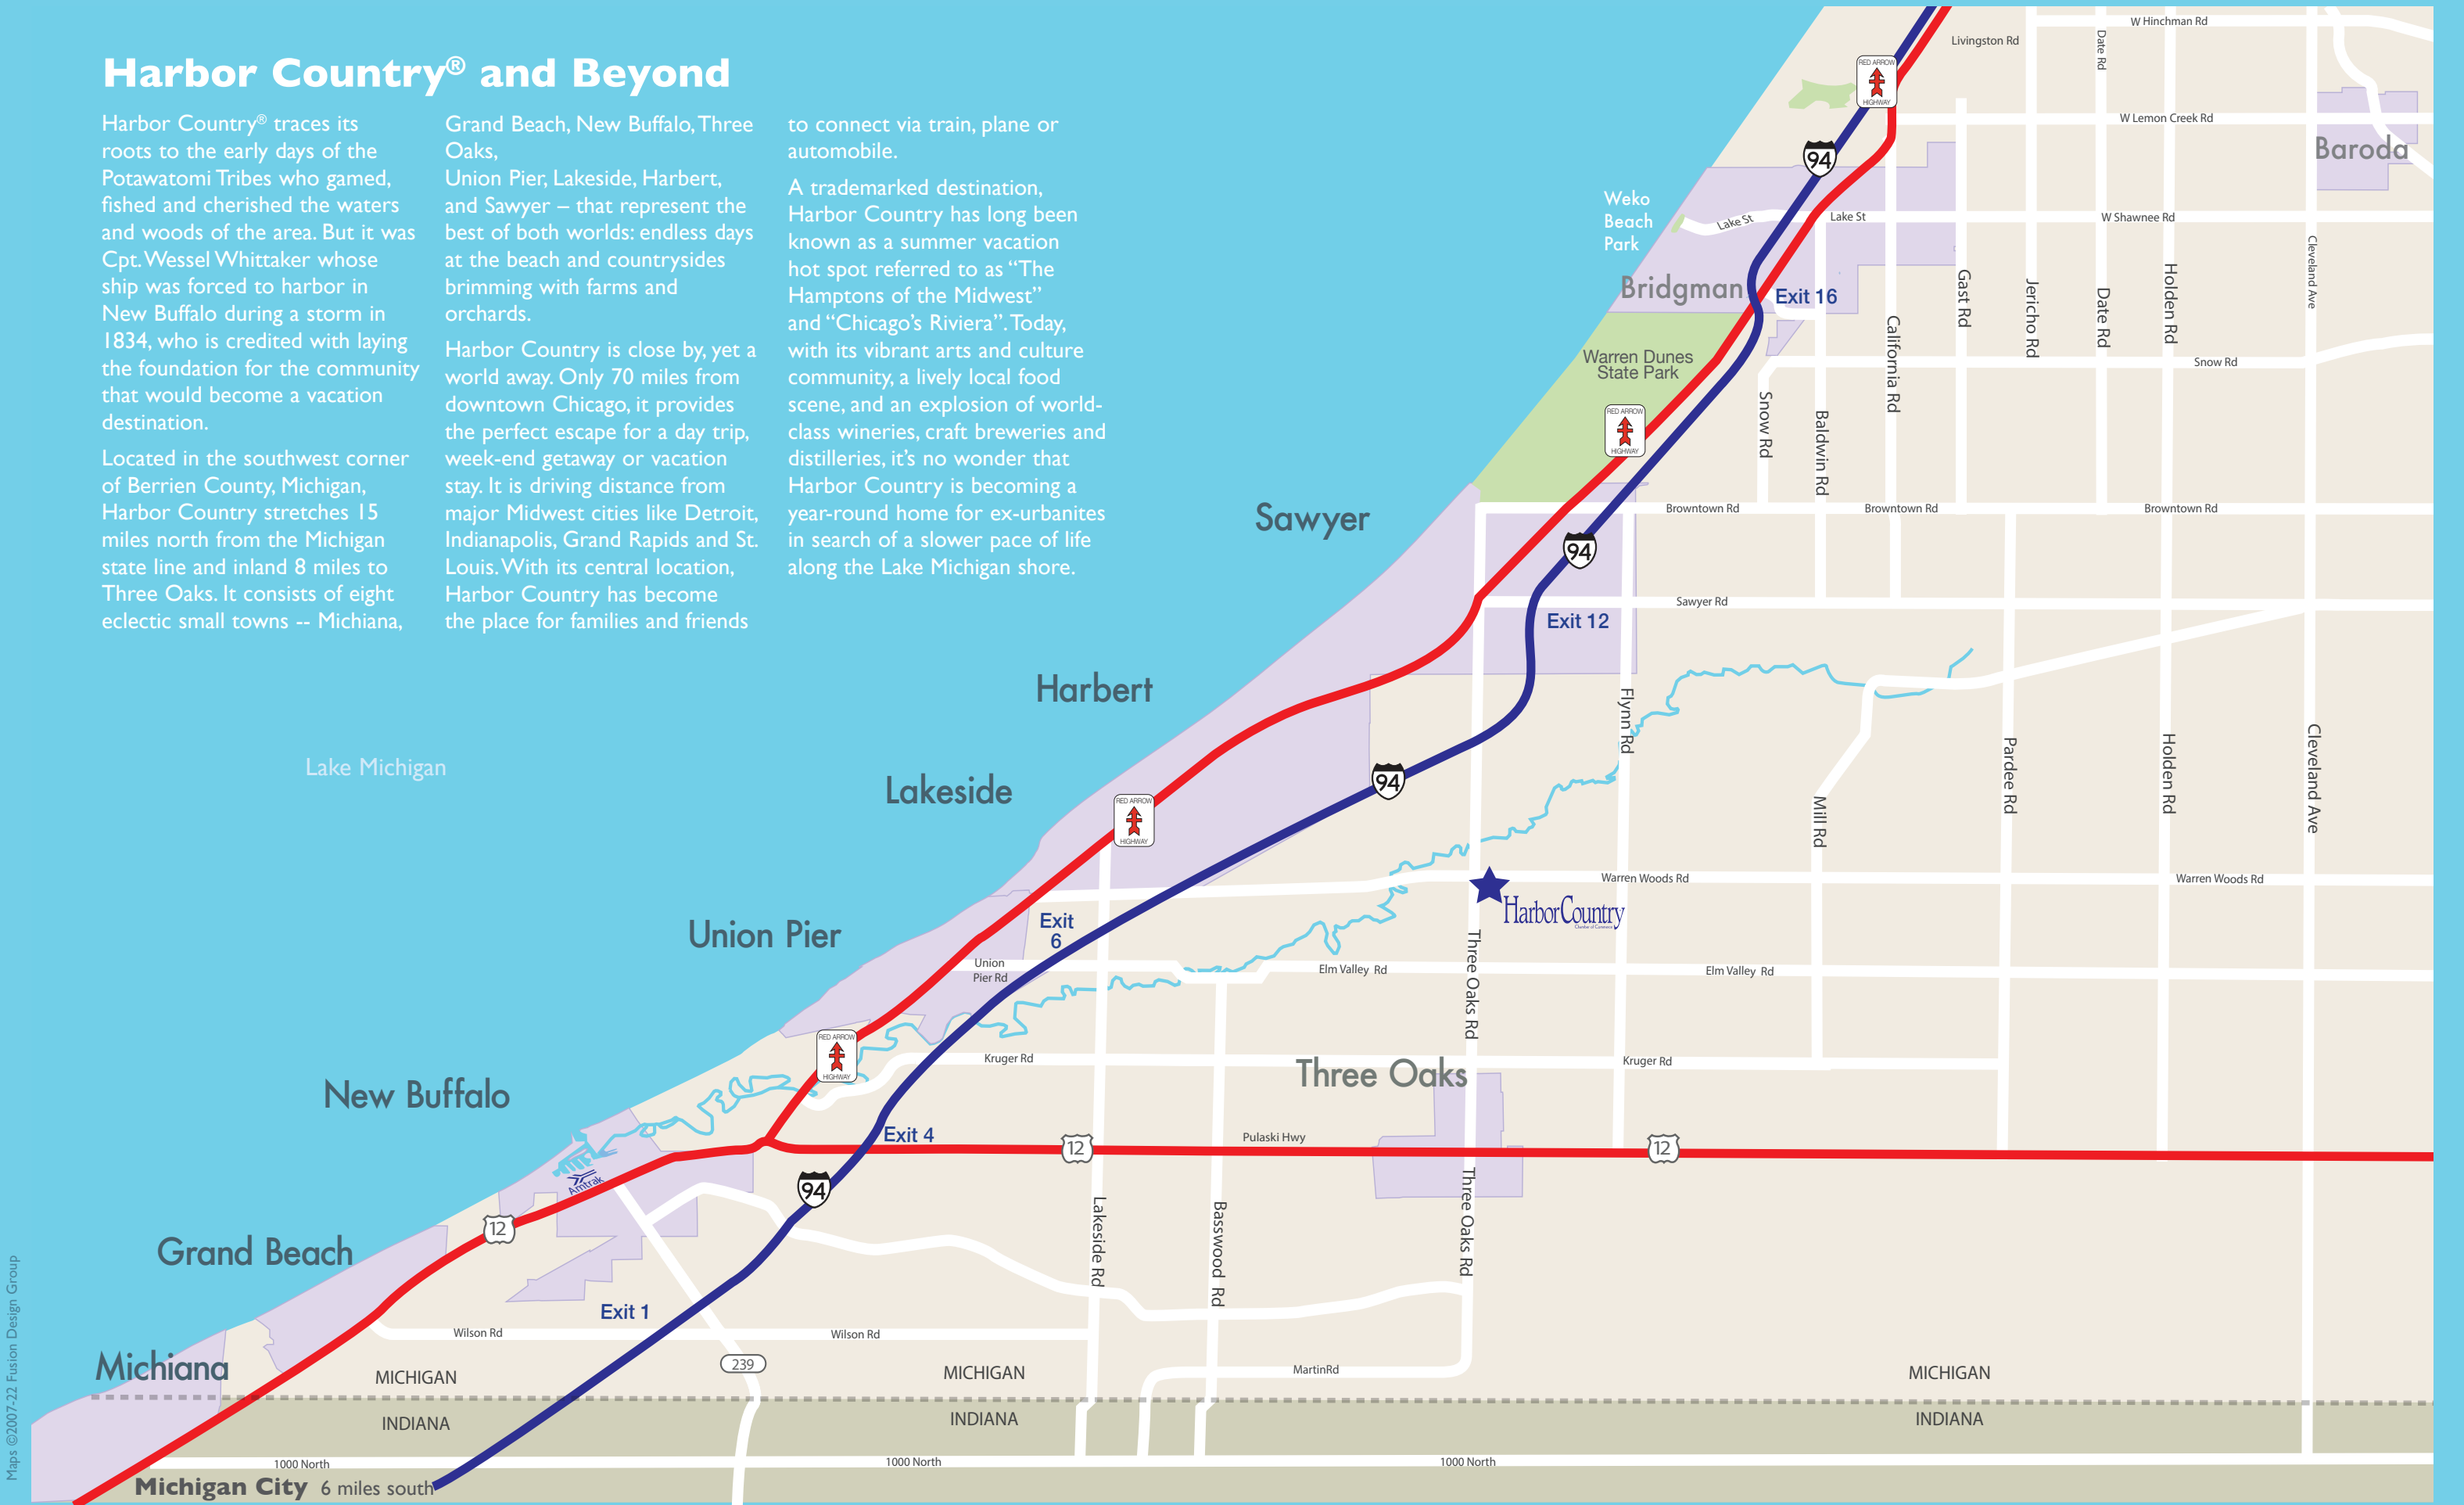 Harbor Country® and Beyond
Harbor Country® traces its
roots to the early days of the
Potawatomi Tribes who gamed,
fished and cherished the waters
and woods of the area. But it was
Cpt. Wessel Whittaker whose
ship was forced to harbor in
New Buffalo during a storm in
1834, who is credited with laying
the foundation for the community
that would become a vacation
destination.
Located in the southwest corner
of Berrien County, Michigan,
Harbor Country stretches 15
miles north from the Michigan
state line and inland 8 miles to
Three Oaks. It consists of eight
eclectic small towns -- Michiana,
Grand Beach, New Buffalo, Three
Oaks,
Union Pier, Lakeside, Harbert,
and Sawyer – that represent the
best of both worlds: endless days
at the beach and countrysides
brimming with farms and
orchards.
Harbor Country is close by, yet a
world away. Only 70 miles from
downtown Chicago, it provides
the perfect escape for a day trip,
week-end getaway or vacation
stay. It is driving distance from
major Midwest cities like Detroit,
Indianapolis, Grand Rapids and St.
Louis. With its central location,
Harbor Country has become
the place for families and friends
to connect via train, plane or
automobile.
A trademarked destination,
Harbor Country has long been
known as a summer vacation
hot spot referred to as “The
Hamptons of the Midwest”
and “Chicago’s Riviera”. Today,
with its vibrant arts and culture
community, a lively local food
scene, and an explosion of world-
class wineries, craft breweries and
distilleries, it’s no wonder that
Harbor Country is becoming a
year-round home for ex-urbanites
in search of a slower pace of life
along the Lake Michigan shore.
W Hinchman Rd
Livingston Rd
Date Rd
RED ARROW
HIGHWAY
W Lemon Creek Rd
Baroda
94
Weko
Beach
Park
Lake St
Lake St
W Shawnee Rd
Cleveland Ave
Bridgman
Exit 16
Gast Rd
Jericho Rd
Date Rd
Holden Rd
California Rd
Warren Dunes
State Park
Snow Rd
Snow Rd
Baldwin Rd
RED ARROW
HIGHWAY
Sawyer
Browntown Rd
Browntown Rd
Browntown Rd
94
Sawyer Rd
Exit 12
Harbert
Flynn Rd
Lake Michigan
Lakeside
94
Pardee Rd
Holden Rd
Cleveland Ave
Mill Rd
RED ARROW
HIGHWAY
Warren Woods Rd
Warren Woods Rd
HarborCountry
Chamber of Commerce
Union Pier
Exit
6
Union
Pier Rd
Elm Valley Rd
Elm Valley Rd
Three Oaks Rd
RED ARROW
HIGHWAY
Kruger Rd
Kruger Rd
Three Oaks
New Buffalo
Exit 4
Pulaski Hwy
12
12
Amtrak
94
12
Lakeside Rd
Basswood Rd
Three Oaks Rd
Grand Beach
Exit 1
Wilson Rd
Wilson Rd
239
Michiana
MartinRd
MICHIGAN
MICHIGAN
MICHIGAN
INDIANA
INDIANA
INDIANA
1000 North
1000 North
1000 North
Michigan City 6 miles south
Maps ©2007-22 Fusion Design Group